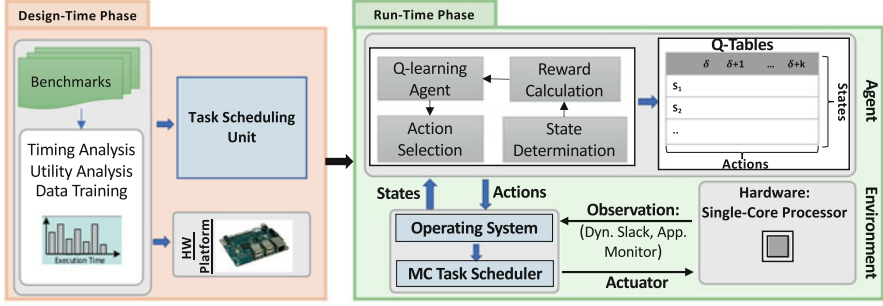 Design-Time Phase
Benchmarks
Timing Analysis
Utility Analysis
Data Training
Execution Time
Task Scheduling
Unit
HW
Platform
Run-Time Phase
Q-learning
Agent
Reward
Calculation
Action
Selection
State
Determination
Q-Tables
δ δ+1 ... δ+k
S1
S2
..
States
Actions
Agent
States
Actions
Operating System
MC Task Scheduler
Observation:
(Dyn. Slack, App.
Monitor)
Actuator
Hardware:
Single-Core Processor
Environment